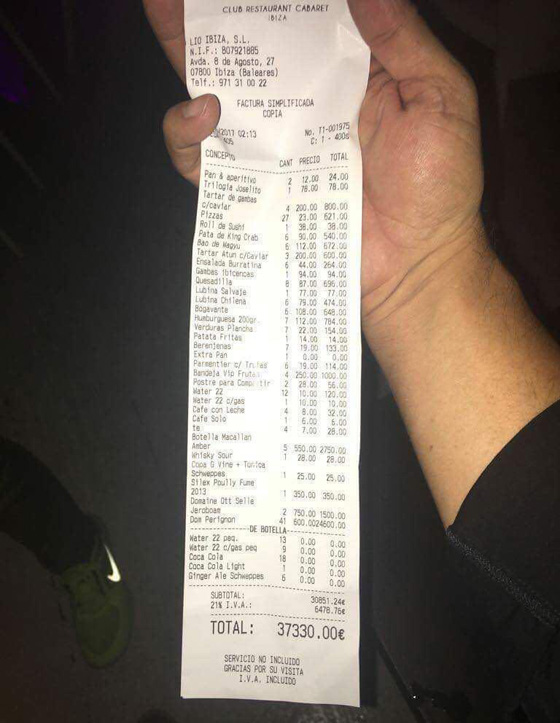 CLUB RESTAURANT CABARET
IBIZA
LIO IBIZA, S.L.
N.I.F.: B07921885
Avda. 8 de Agosto, 27
07800 Ibiza (Baleares)
Telf.: 971 31 00 22
FACTURA SIMPLIFICADA
COPIA
/2017 02:13 No. T1-001975
C: 1 - 400s
CONCEPTO CANT PRECIO TOTAL
Pan & aperitivo 2 12.00 24.00
Trilogia Joselito 1 78.00 78.00
Tartar de gambas
c/caviar 4 200.00 800.00
Pizzas 27 23.00 621.00
Roll de Sushi 1 38.00 38.00
Pata de King Crab 6 90.00 540.00
Bao de Wagyu 6 112.00 672.00
Tartar Atun c/Caviar 3 200.00 600.00
Ensalada Burratina 6 44.00 264.00
Gambas ibicencas 1 94.00 94.00
Quesadilla 8 87.00 696.00
Lubina Salvaje 1 77.00 77.00
Lubina Chilena 6 79.00 474.00
Bogavante 6 108.00 648.00
Humburguesa 200gr. 7 112.00 784.00
Verduras Plancha 7 22.00 154.00
Patata Fritas 1 14.00 14.00
Berenjenas 7 19.00 133.00
Extra Pan 1 0.00 0.00
Parmentier c/ Trufas 6 19.00 114.00
Bandeja Vip Frutas 4 250.00 1000.00
Postre para Compartir 2 28.00 56.00
Water 22 12 10.00 120.00
Water 22 c/gas 1 10.00 10.00
Cafe con Leche 4 8.00 32.00
Cafe Solo 1 6.00 6.00
te 4 7.00 28.00
Botella Macallan
Amber 5 550.00 2750.00
Whisky Sour 1 28.00 28.00
Copa G Vine + Tonica
Schweppes 1 25.00 25.00
Silex Poully Fume
2013 1 350.00 350.00
Domaine Ott Selle
Jeroboam 2 750.00 1500.00
Dom Perignon 41 600.00 24600.00
DE BOTELLA
Water 22 peq. 13 0.00 0.00
Water 22 c/gas peq 9 0.00 0.00
Coca Cola 18 0.00 0.00
Coca Cola Light 1 0.00 0.00
Ginger Ale Schweppes 6 0.00 0.00
SUBTOTAL: 30851.24€
21% I.V.A.: 6478.76€
TOTAL: 37330.00€
SERVICIO NO INCLUIDO
GRACIAS POR SU VISITA
I.V.A. INCLUIDO